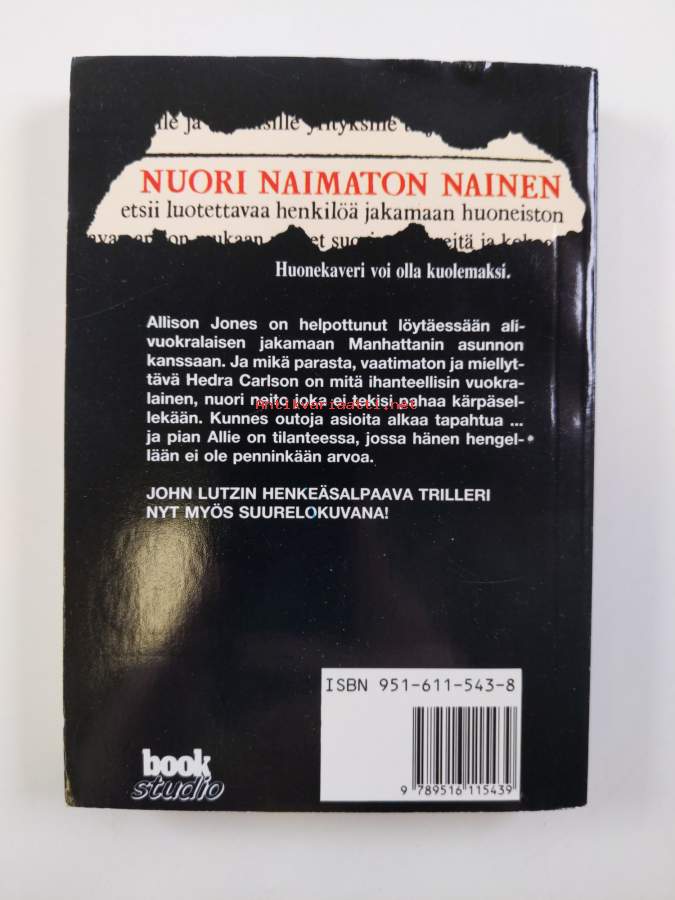 NUORI NAIMATON NAINEN
etsii luotettavaa henkilöä jakamaan huoneiston
Huonekaveri voi olla kuolemaksi.
Allison Jones on helpottunut löytäessään ali-
vuokralaisen jakamaan Manhattanin asunnon
kanssaan. Ja mikä parasta, vaatimaton ja miellyt-
tävä Hedra Carlson on mitä ihanteellisin vuokra-
lainen, nuori neito joka ei tekisi pahaa kärpäsel-
Antikvariaatti.net
lekään. Kunnes outoja asioita alkaa tapahtua ...
ja pian Allie on tilanteessa, jossa hänen hengel-
lään ei ole penninkään arvoa.
JOHN LUTZIN HENKEÄSALPAAVA TRILLERI
NYT MYÖS SUURELOKUVANA!
ISBN 951-611-543-8
9 789516 115439
book
studio